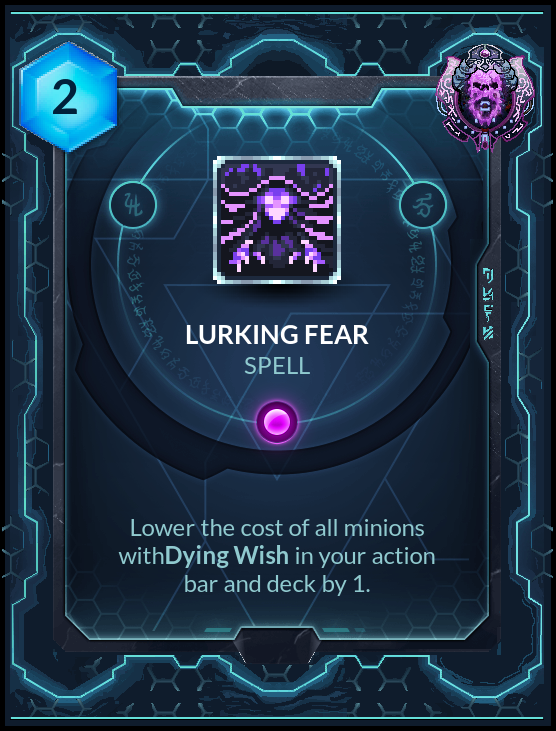 2
LURKING FEAR
SPELL
Lower the cost of all minions
withDying Wish in your action
bar and deck by 1.